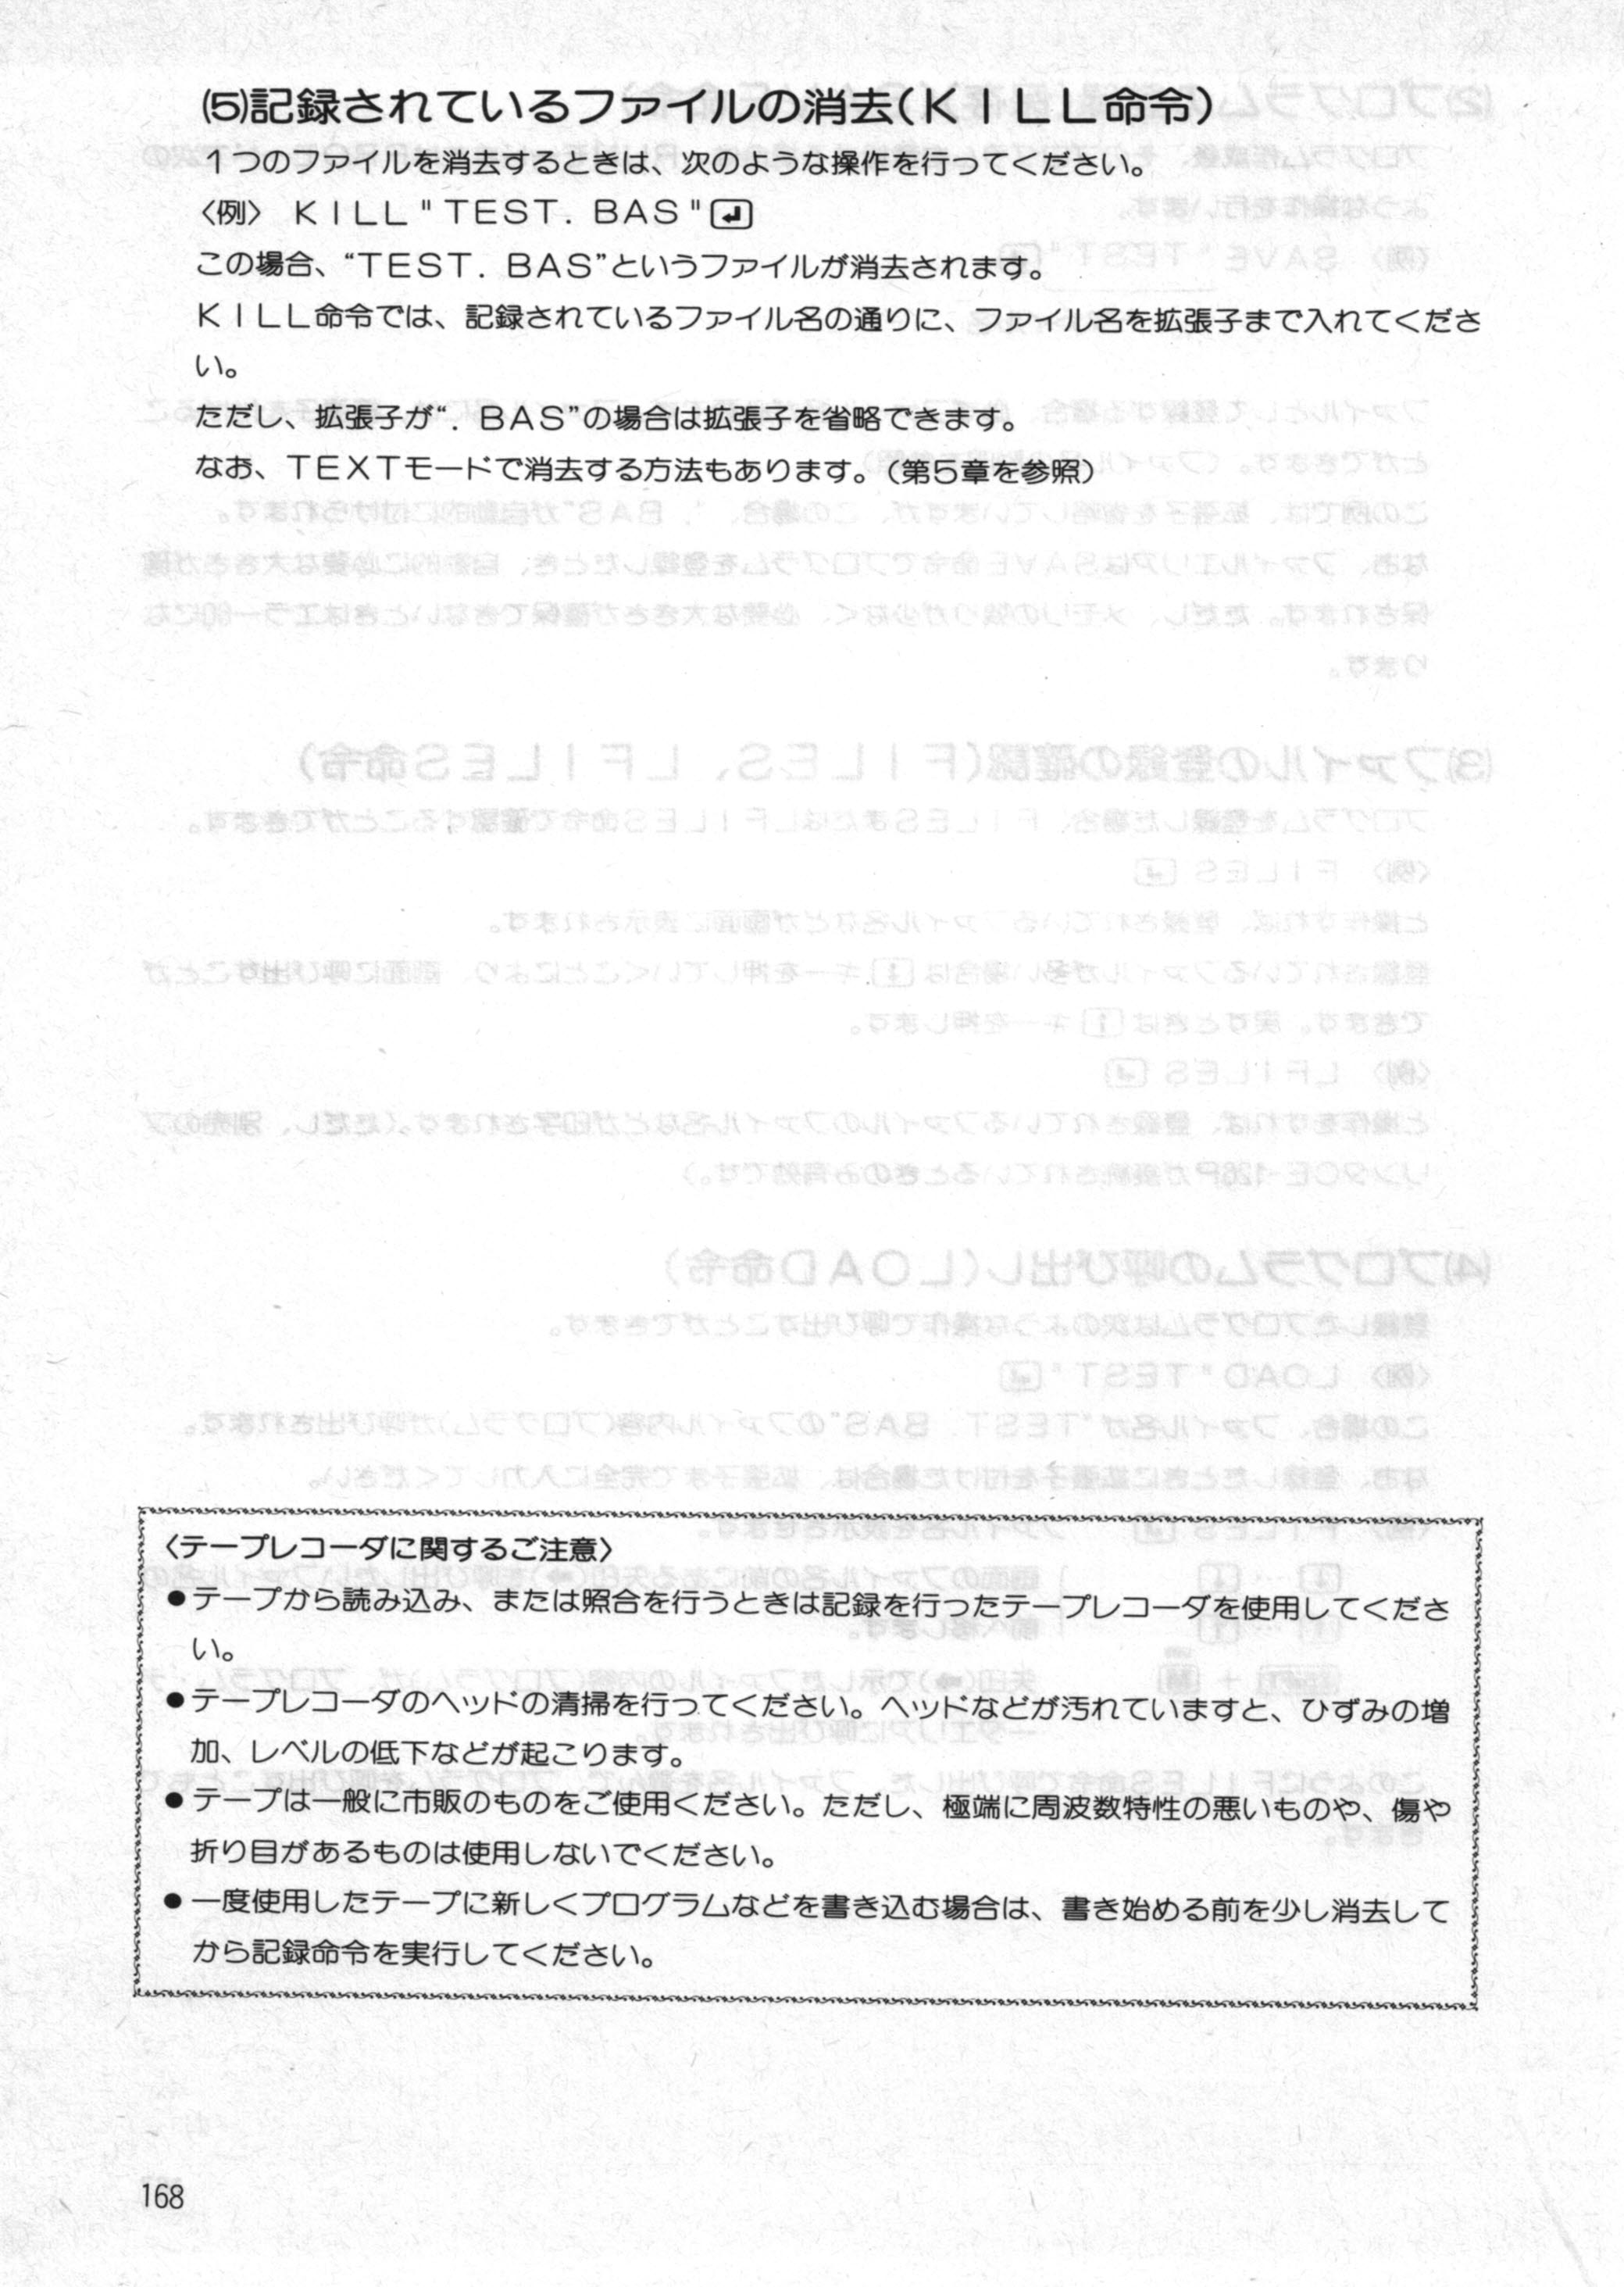 ⑸記録されているファイルの消去(ＫＩＬＬ命令)
１つのファイルを消去するときは、次のような操作を行ってください。
〈例〉 ＫＩＬＬ"ＴＥＳＴ．ＢＡＳ"↵
この場合、“ＴＥＳＴ．ＢＡＳ”というファイルが消去されます。
ＫＩＬＬ命令では、記録されているファイル名の通りに、ファイル名を拡張子まで入れてくださ
い。
ただし、拡張子が“．ＢＡＳ”の場合は拡張子を省略できます。
なお、ＴＥＸＴモードで消去する方法もあります。(第５章を参照)
〈テープレコーダに関するご注意〉
●テープから読み込み、または照合を行うときは記録を行ったテープレコーダを使用してくださ
い。
●テープレコーダのヘッドの清掃を行ってください。ヘッドなどが汚れていますと、ひずみの増
加、レベルの低下などが起こります。
●テープは一般に市販のものをご使用ください。ただし、極端に周波数特性の悪いものや、傷や
折り目があるものは使用しないでください。
●一度使用したテープに新しくプログラムなどを書き込む場合は、書き始める前を少し消去して
から記録命令を実行してください。
168